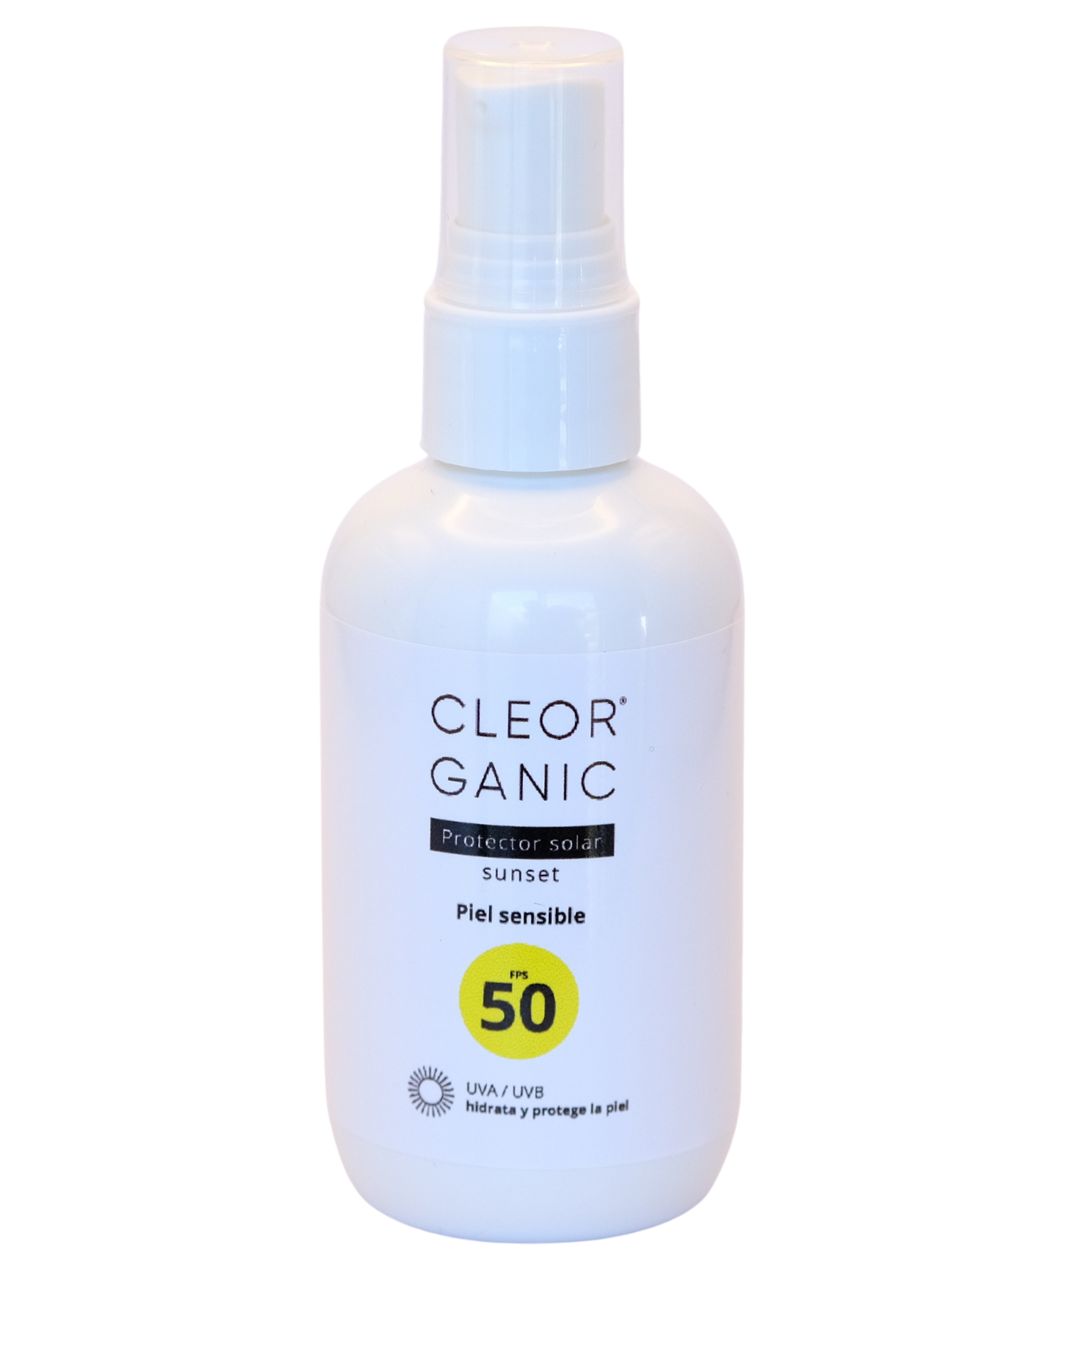 CLEOR®
GANIC
Protector solar
sunset
Piel sensible
FPS
50
UVA / UVB
hidrata y protege la piel